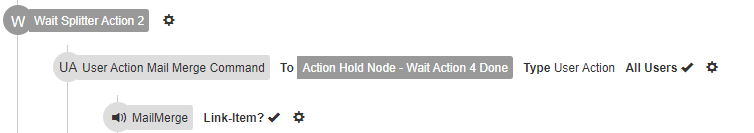 W Wait Splitter Action 2
UA User Action Mail Merge Command To Action Hold Node - Wait Action 4 Done Type User Action All Users
MailMerge Link-Item?